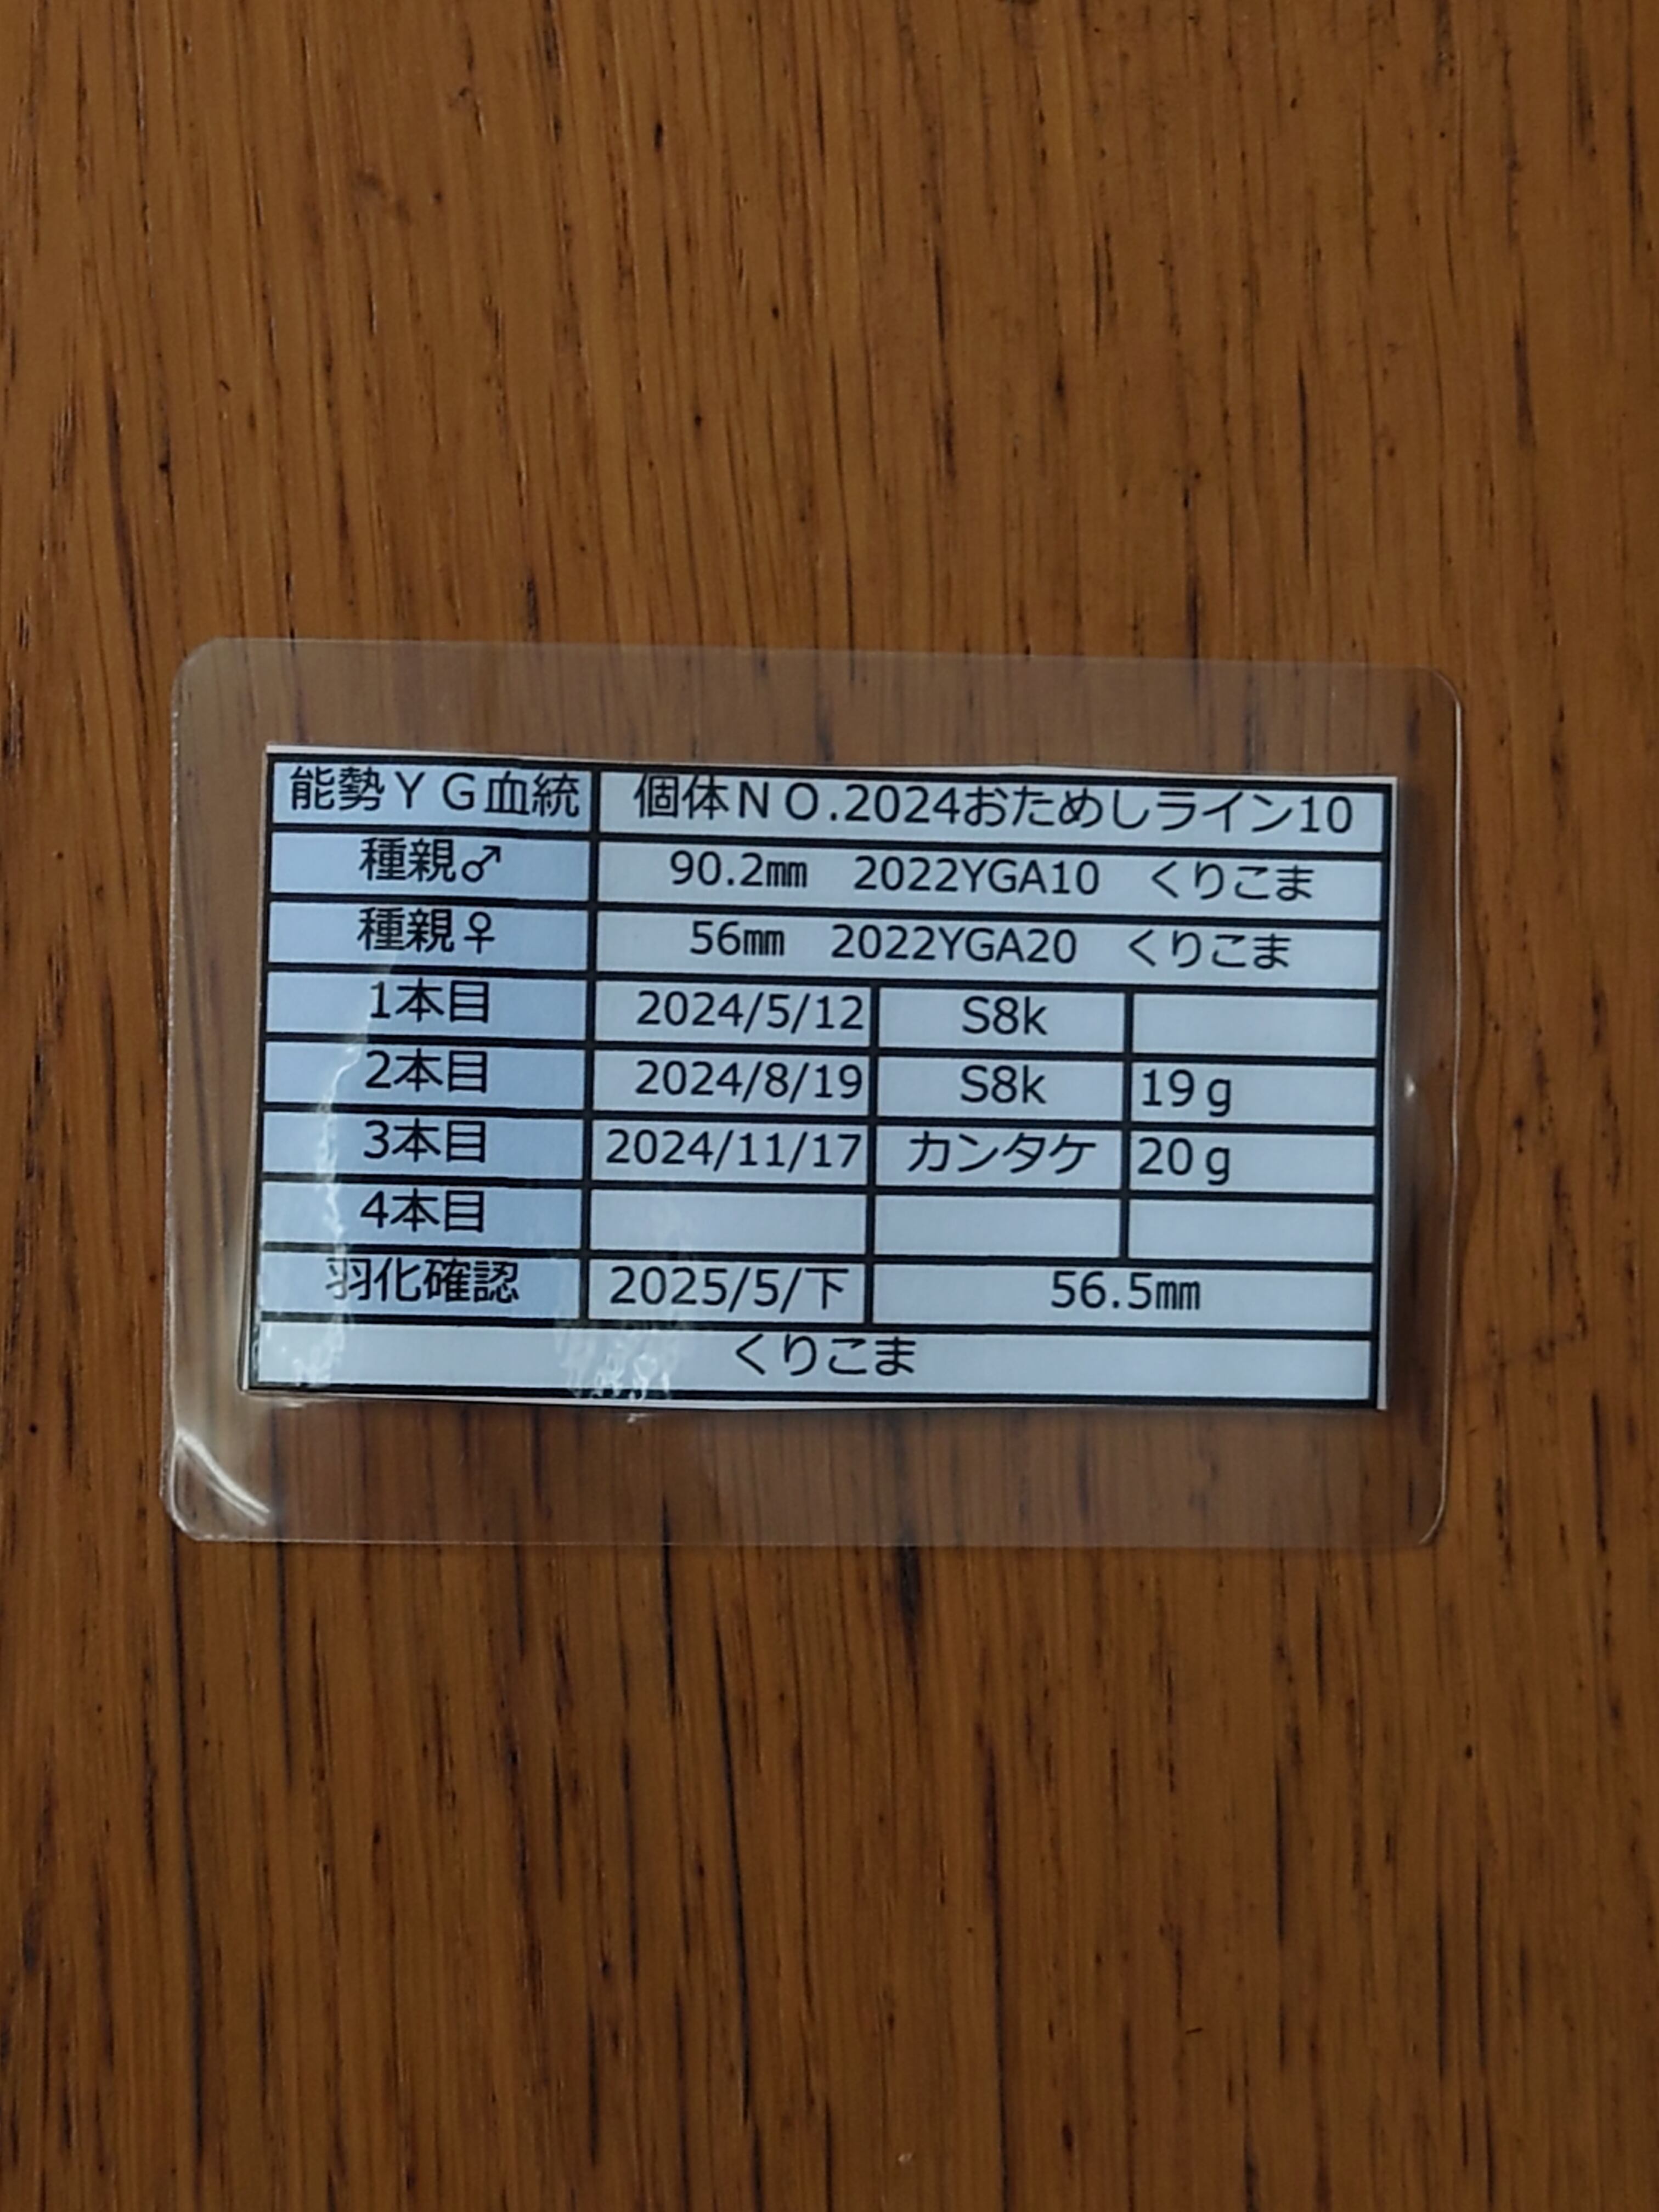 能勢ＹＧ血統 個体ＮＯ.2024おためしライン10
種親♂ 90.2㎜ 2022YGA10 くりこま
種親♀ 56㎜ 2022YGA20 くりこま
1本目 2024/5/12 S8k
2本目 2024/8/19 S8k 19ｇ
3本目 2024/11/17 カンタケ 20ｇ
4本目
羽化確認 2025/5/下 56.5㎜
くりこま